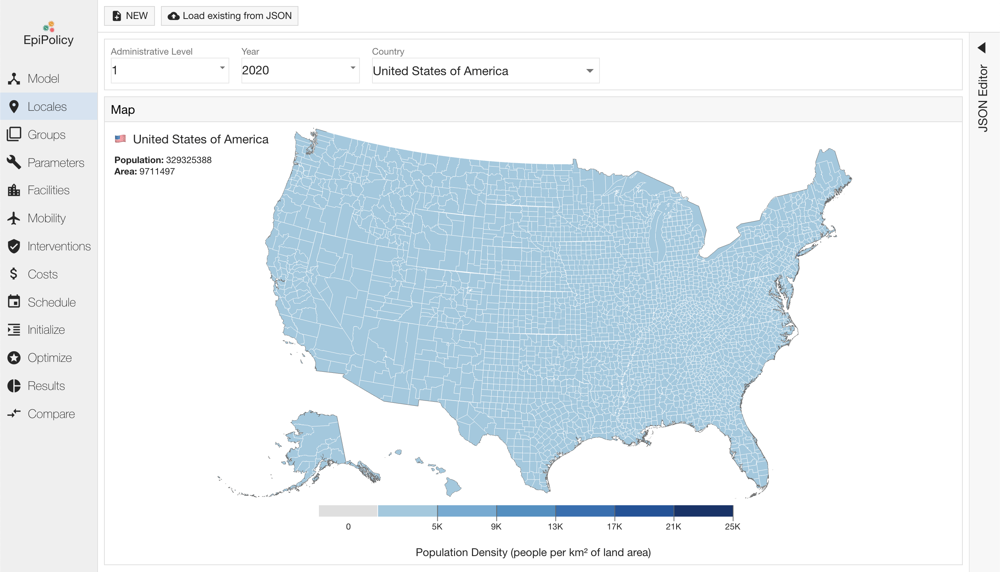 EpiPolicy
Model
Locales
Groups
Parameters
Facilities
Mobility
Interventions
Costs
Schedule
Initialize
Optimize
Results
Compare
NEW
Load existing from JSON
Administrative Level
1
Year
2020
Country
United States of America
Map
United States of America
Population: 329325388
Area: 9711497
0 5K 9K 13K 17K 21K 25K
Population Density (people per km² of land area)
JSON Editor